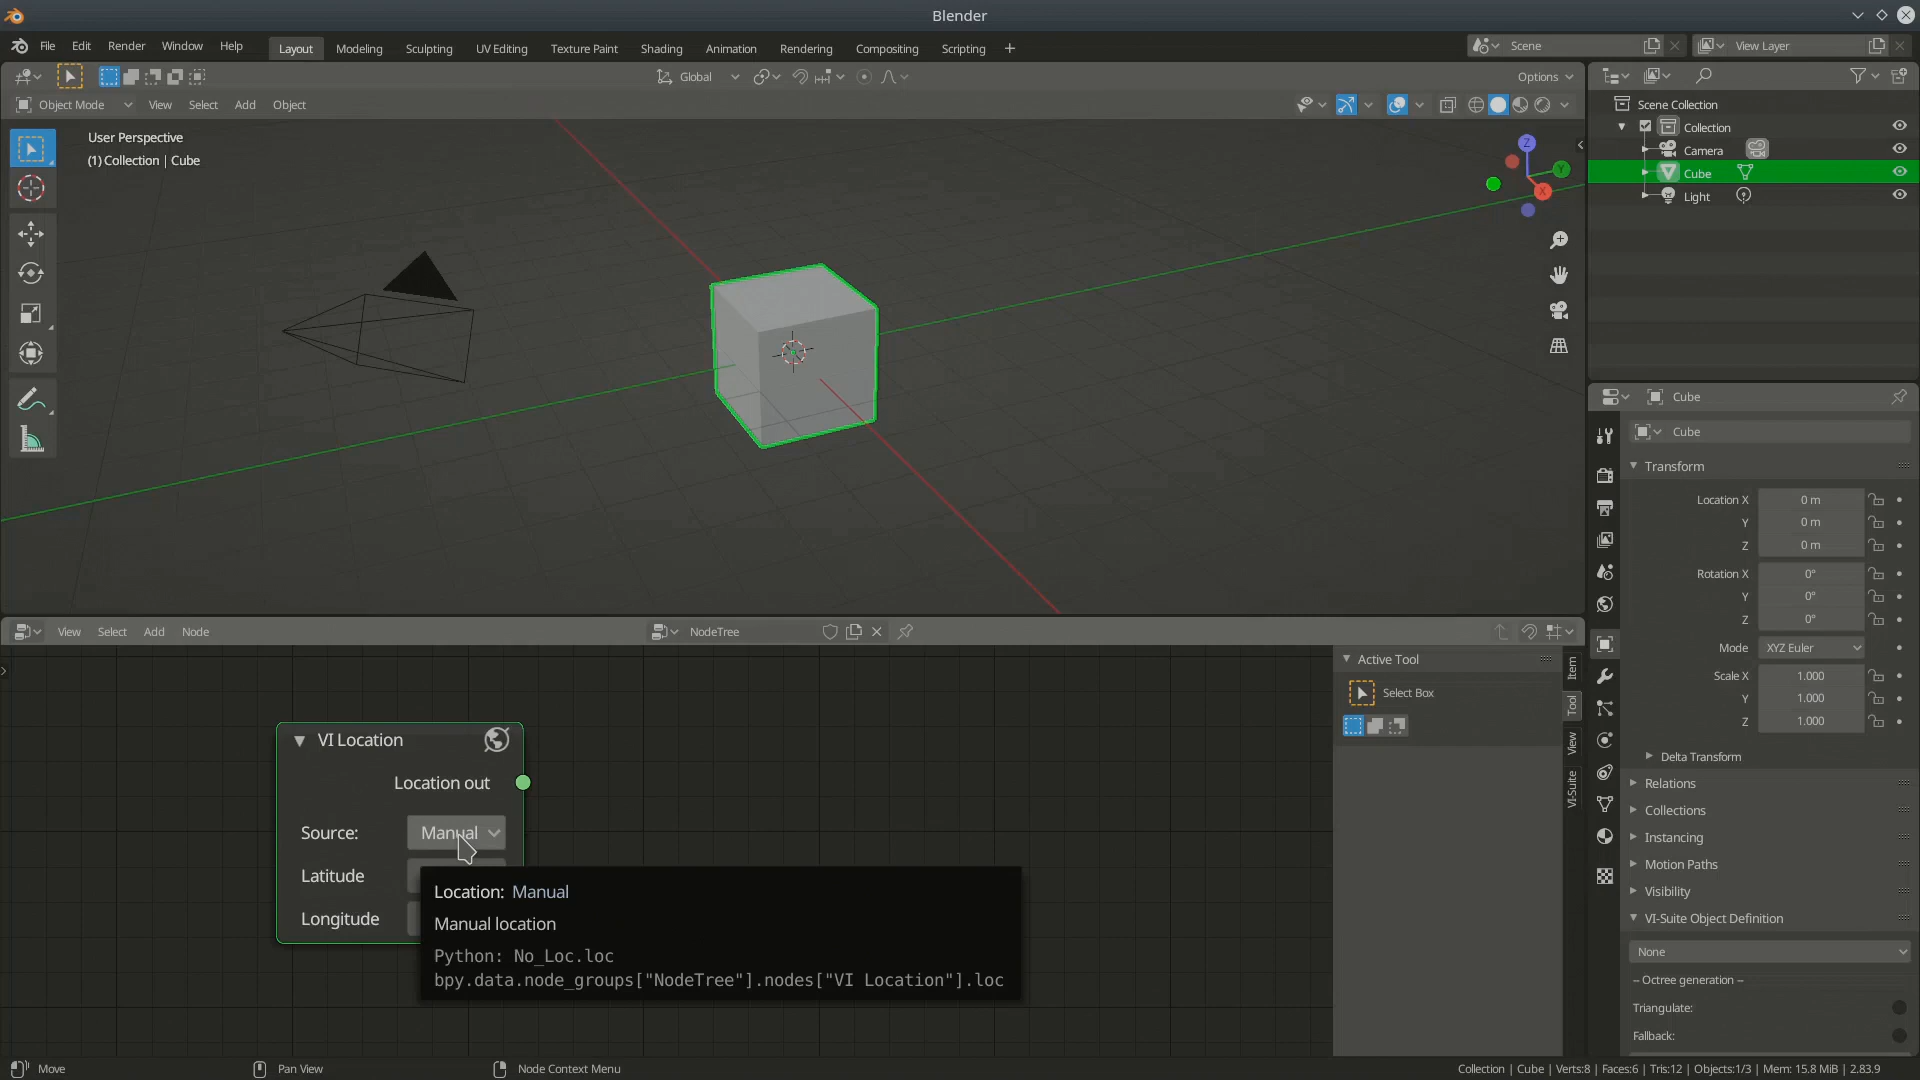 Blender
File Edit Render Window Help Layout Modeling Sculpting UV Editing Texture Paint Shading Animation Rendering Compositing Scripting + Scene View Layer
Global Options
Object Mode View Select Add Object
User Perspective
(1) Collection | Cube
Z
Y
X
Scene Collection
Collection
Camera
Cube
Light
Cube
Cube
Transform
Location X 0 m
Y 0 m
Z 0 m
Rotation X 0°
Y 0°
Z 0°
Mode XYZ Euler
Scale X 1.000
Y 1.000
Z 1.000
Delta Transform
Relations
Collections
Instancing
Motion Paths
Visibility
VI-Suite Object Definition
None
-- Octree generation --
Triangulate:
Fallback:
View Select Add Node NodeTree
Active Tool
Select Box
Item
Tool
View
VI-Suite
VI Location
Location out
Source: Manual
Latitude
Longitude
Location: Manual
Manual location
Python: No_Loc.loc
bpy.data.node_groups["NodeTree"].nodes["VI Location"].loc
Move Pan View Node Context Menu Collection | Cube | Verts:8 | Faces:6 | Tris:12 | Objects:1/3 | Mem: 15.8 MiB | 2.83.9